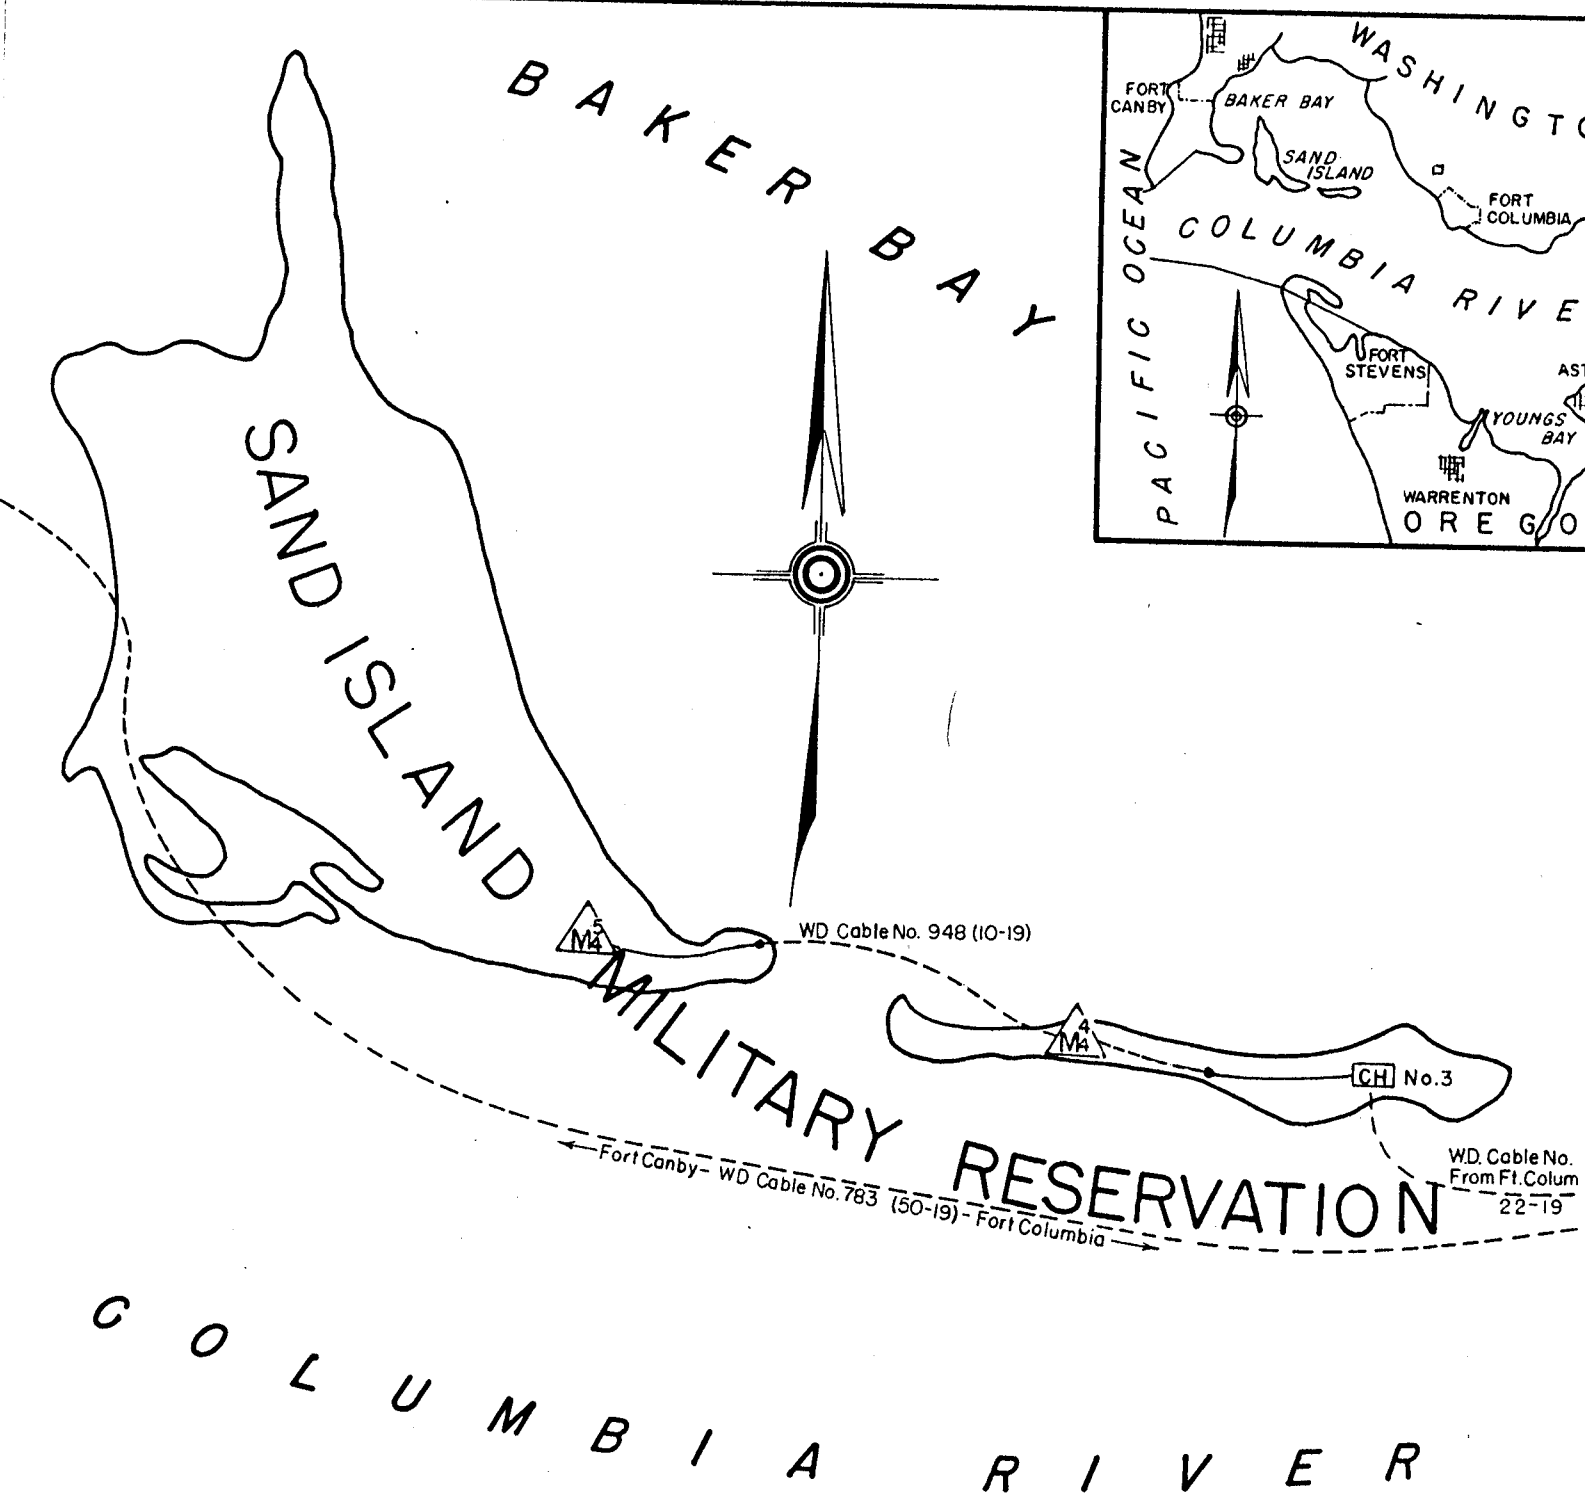 BAKER BAY
SAND ISLAND
MILITARY RESERVATION
M4 5
WD Cable No. 948 (10-19)
M4 4
CH No.3
W.D. Cable No.
From Ft. Colum
22-19
Fort Canby - WD Cable No. 783 (50-19) - Fort Columbia
COLUMBIA RIVER
WASHINGTO
FORT
CANBY
BAKER BAY
SAND
ISLAND
FORT
COLUMBIA
PACIFIC OCEAN
COLUMBIA RIVE
FORT
STEVENS
AST
YOUNGS
BAY
WARRENTON
OREGO